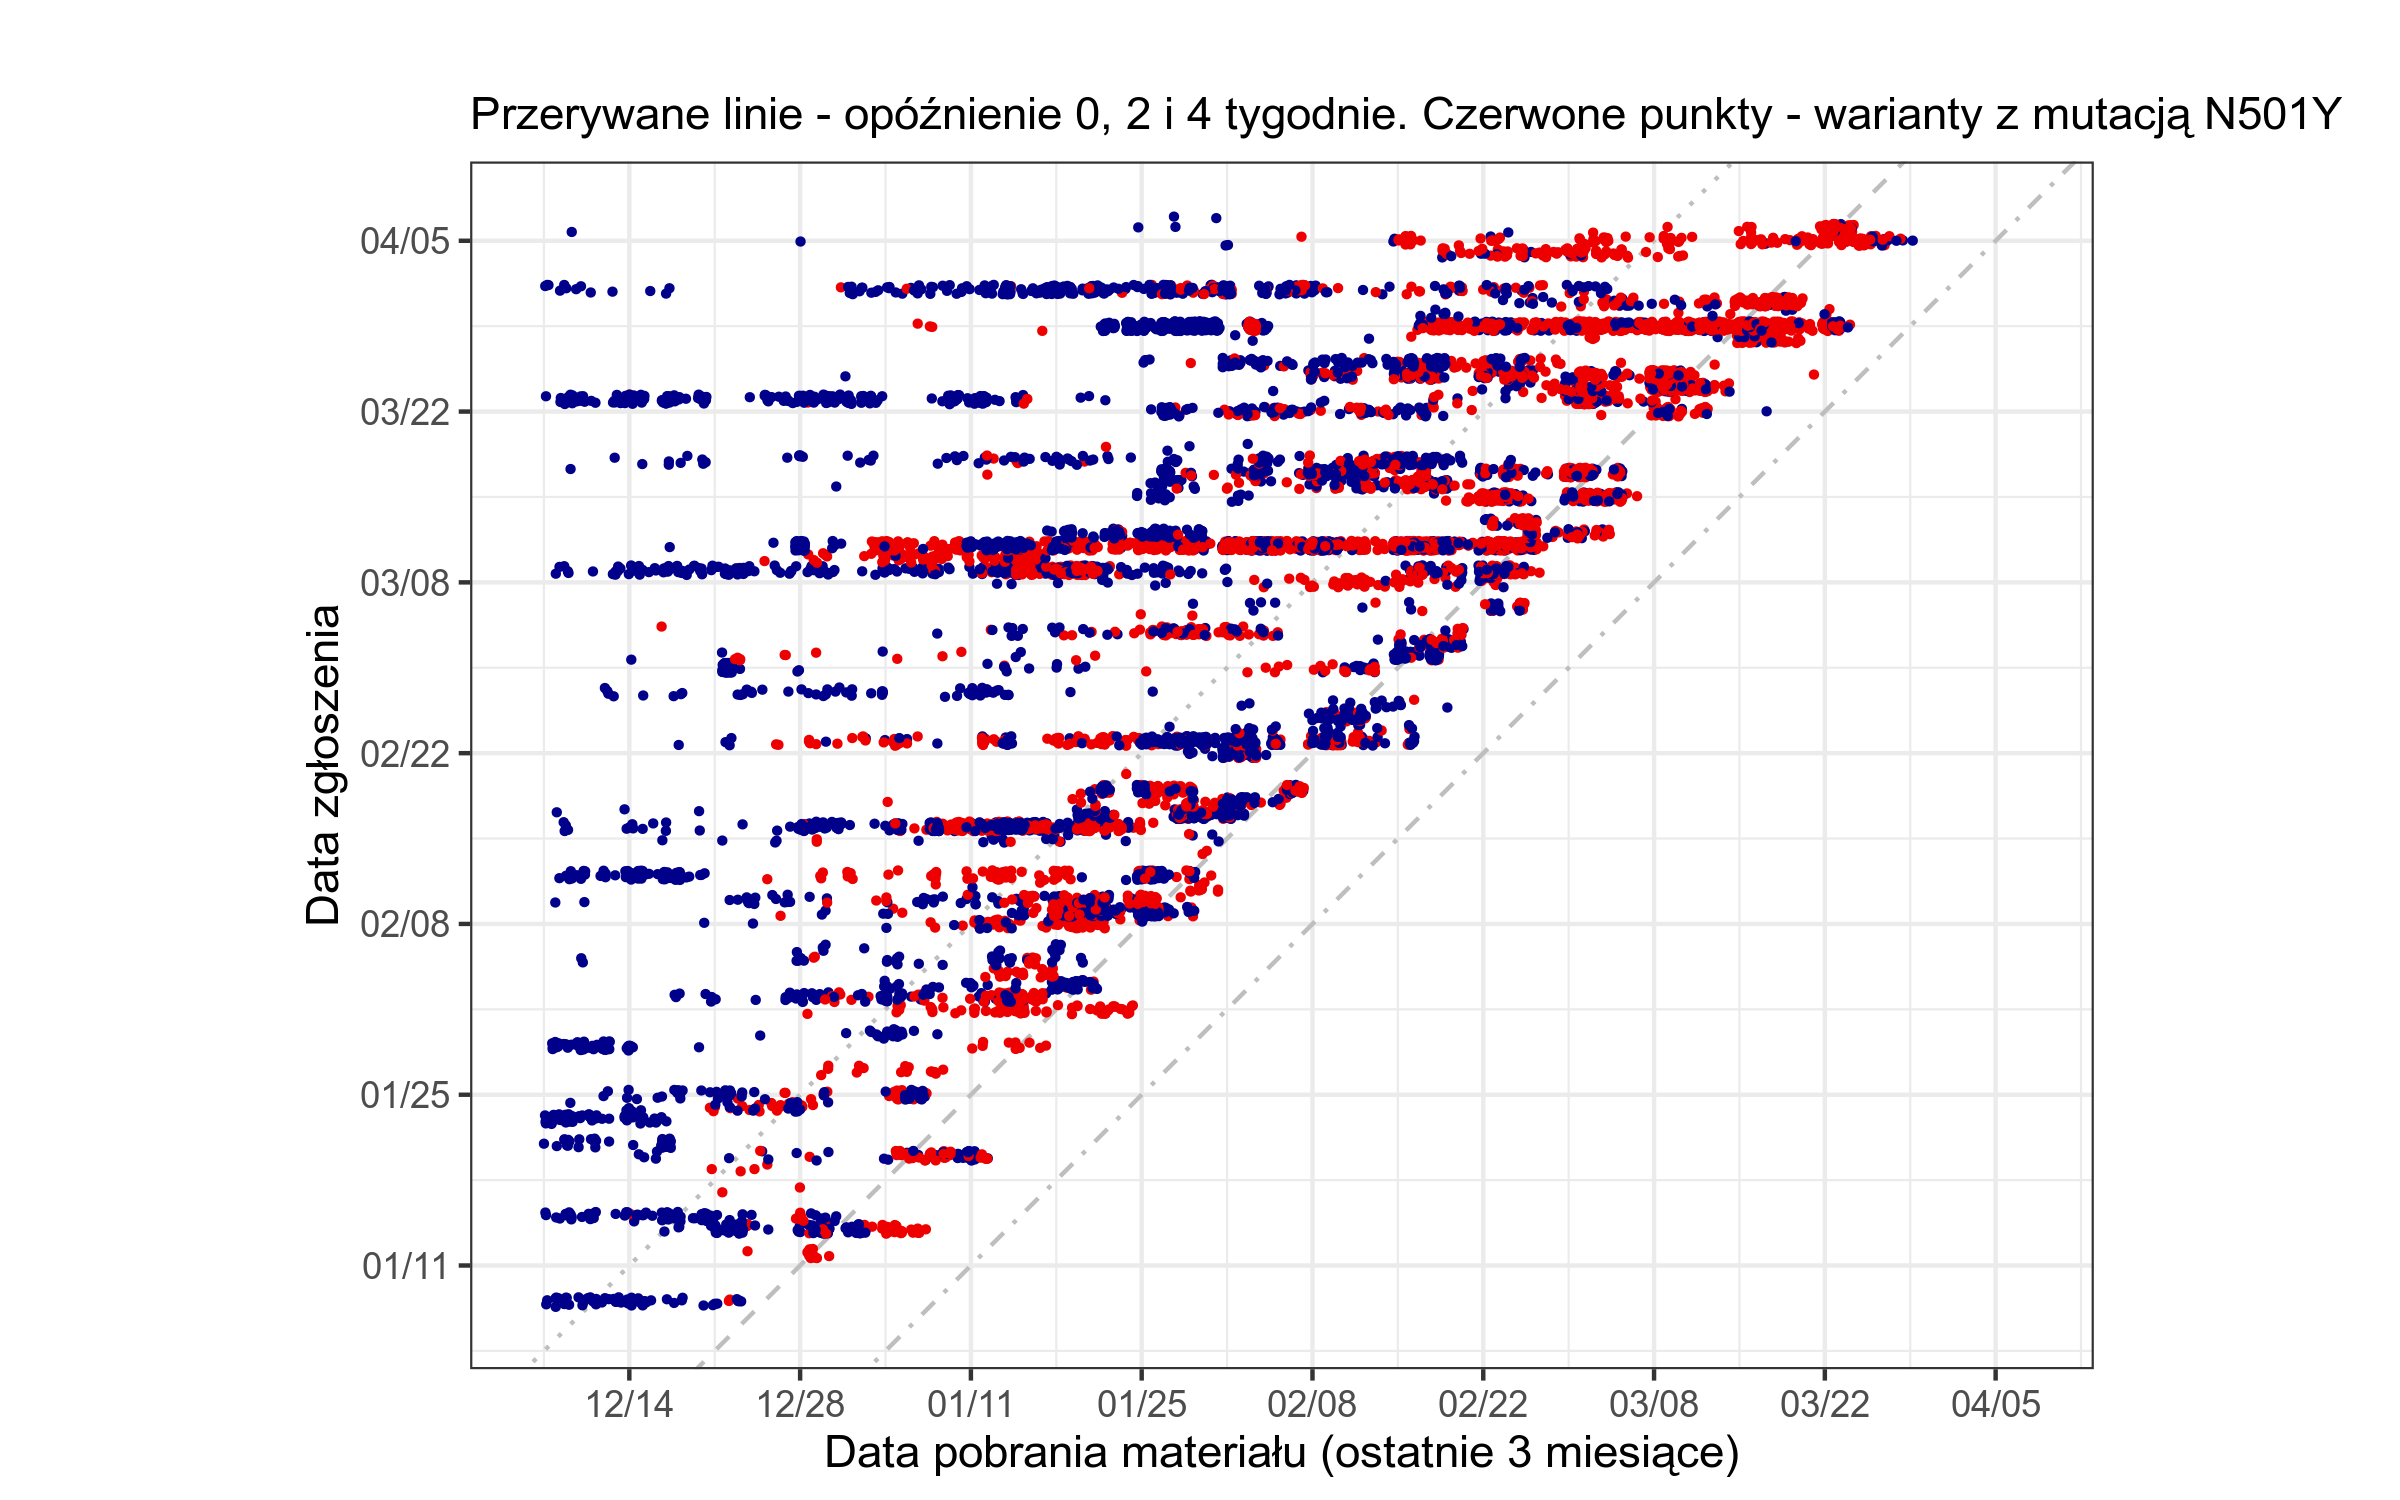 Przerywane linie - opóźnienie 0, 2 i 4 tygodnie. Czerwone punkty - warianty z mutacją N501Y
Data zgłoszenia
04/05
03/22
03/08
02/22
02/08
01/25
01/11
12/14 12/28 01/11 01/25 02/08 02/22 03/08 03/22 04/05
Data pobrania materiału (ostatnie 3 miesiące)